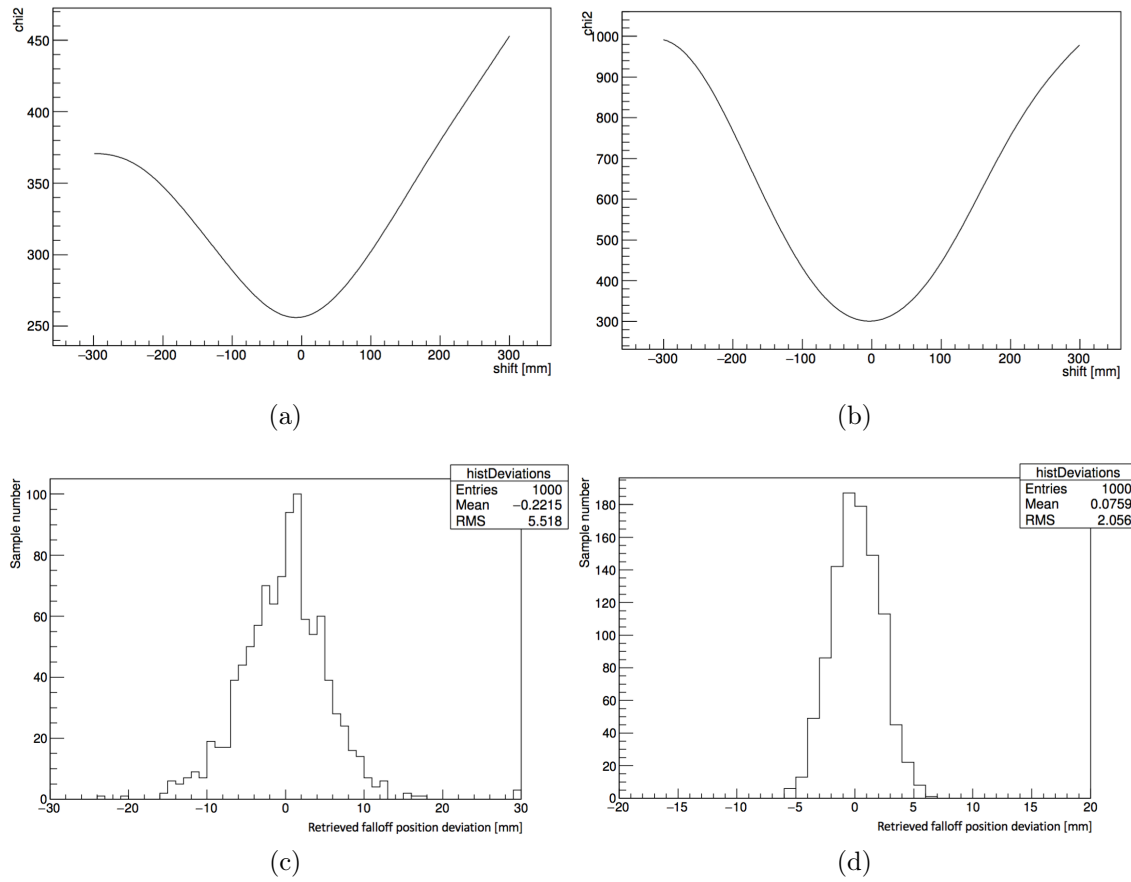 chi2
450
400
350
300
250
−300 −200 −100 0 100 200 300
shift [mm]
(a)
chi2
1000
900
800
700
600
500
400
300
−300 −200 −100 0 100 200 300
shift [mm]
(b)
histDeviations
Entries 1000
Mean −0.2215
RMS 5.518
Sample number
100
80
60
40
20
0
−30 −20 −10 0 10 20 30
Retrieved falloff position deviation [mm]
(c)
histDeviations
Entries 1000
Mean 0.0759
RMS 2.056
Sample number
180
160
140
120
100
80
60
40
20
0
−20 −15 −10 −5 0 5 10 15 20
Retrieved falloff position deviation [mm]
(d)